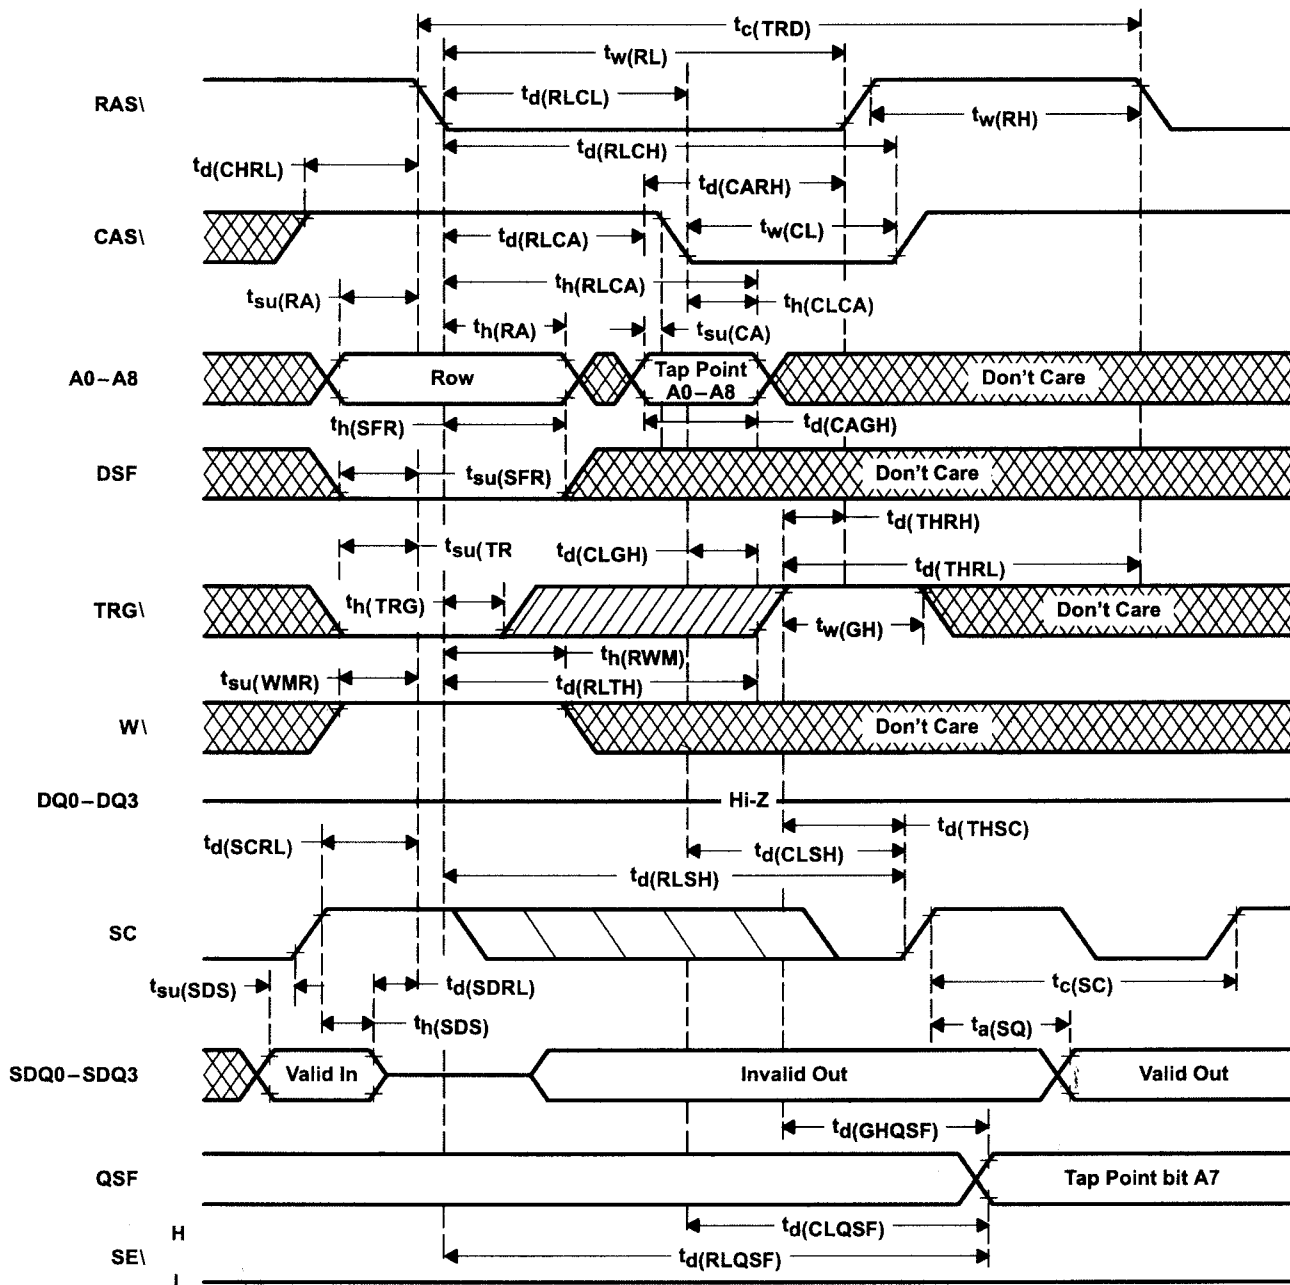 tc(TRD)
tw(RL)
td(RLCL)
RAS\
tw(RH)
td(RLCH)
td(CHRL)
td(CARH)
CAS\
tw(CL)
td(RLCA)
th(RLCA)
tsu(RA)
th(CLCA)
th(RA)
tsu(CA)
A0–A8
Row
Tap Point
A0–A8
Don't Care
th(SFR)
td(CAGH)
DSF
tsu(SFR)
Don't Care
td(THRH)
tsu(TR
td(CLGH)
td(THRL)
TRG\
th(TRG)
Don't Care
tw(GH)
th(RWM)
tsu(WMR)
td(RLTH)
W\
Don't Care
DQ0–DQ3
Hi-Z
td(THSC)
td(SCRL)
td(CLSH)
td(RLSH)
SC
tsu(SDS)
td(SDRL)
tc(SC)
th(SDS)
ta(SQ)
SDQ0–SDQ3
Valid In
Invalid Out
Valid Out
td(GHQSF)
QSF
Tap Point bit A7
H
td(CLQSF)
SE\
td(RLQSF)